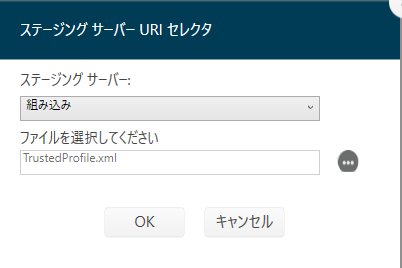 ステージング サーバー URI セレクタ
ステージング サーバー:
組み込み
ファイルを選択してください
TrustedProfile.xml
OK キャンセル